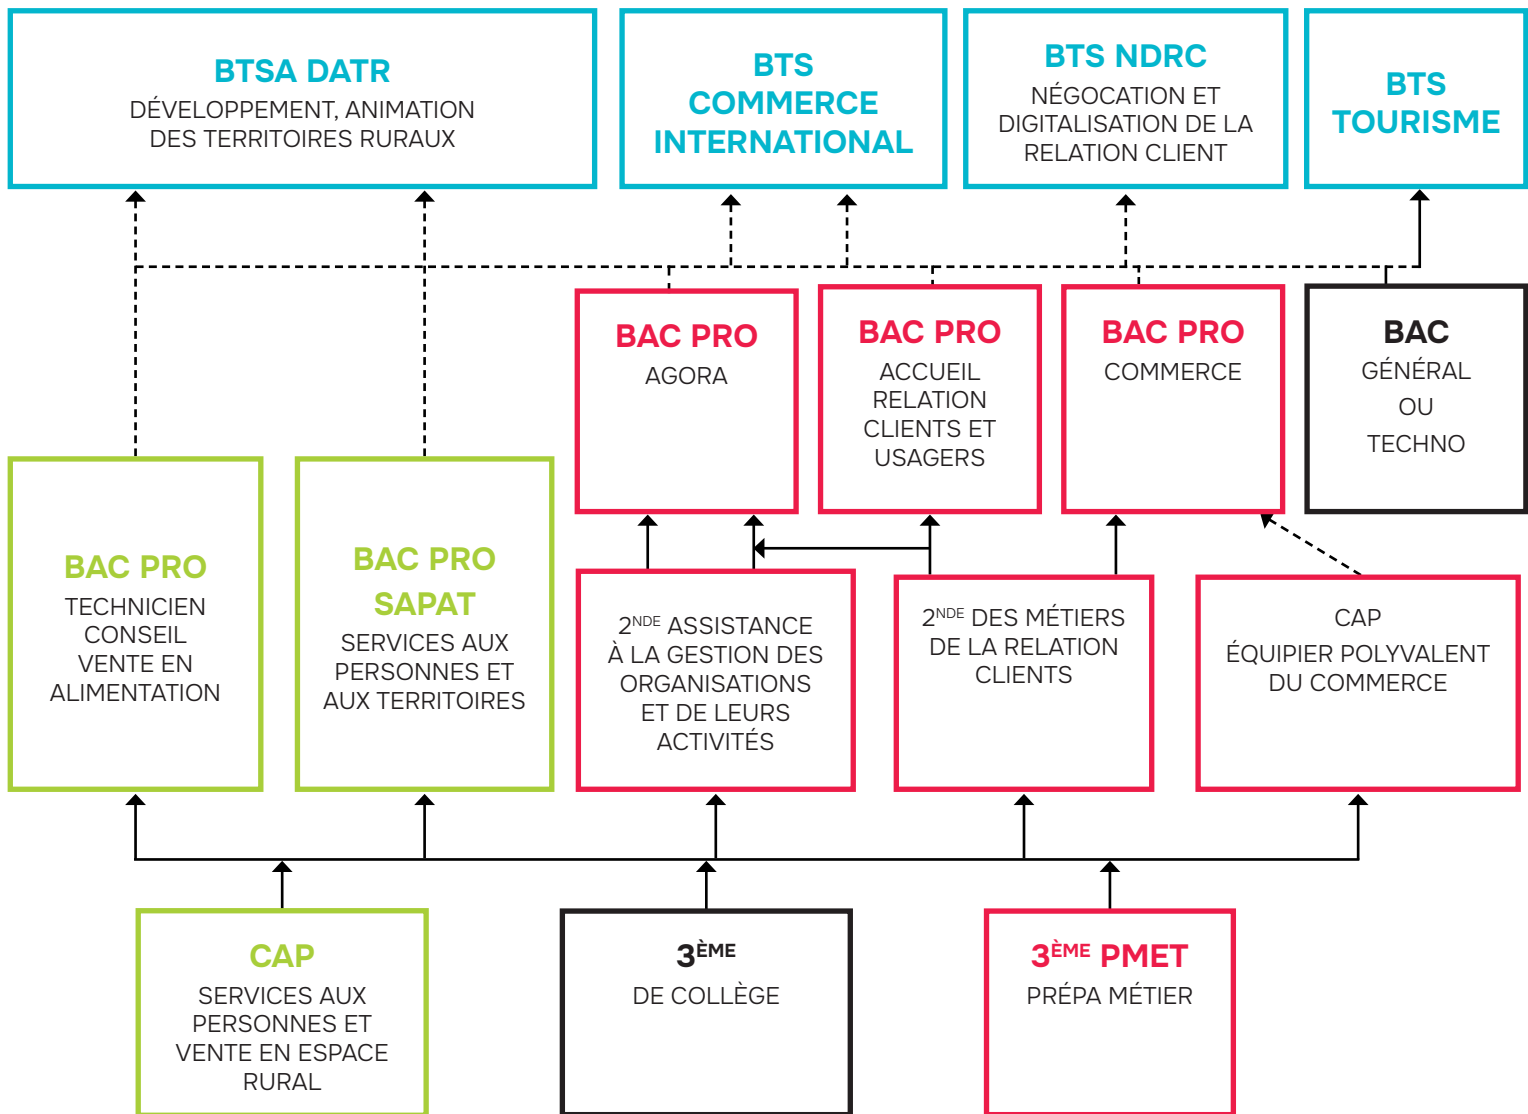 BTSA DATR
DÉVELOPPEMENT, ANIMATION
DES TERRITOIRES RURAUX
BTS
COMMERCE
INTERNATIONAL
BTS NDRC
NÉGOCATION ET
DIGITALISATION DE LA
RELATION CLIENT
BTS
TOURISME
BAC PRO
AGORA
BAC PRO
ACCUEIL
RELATION
CLIENTS ET
USAGERS
BAC PRO
COMMERCE
BAC
GÉNÉRAL
OU
TECHNO
BAC PRO
TECHNICIEN
CONSEIL
VENTE EN
ALIMENTATION
BAC PRO
SAPAT
SERVICES AUX
PERSONNES ET
AUX TERRITOIRES
2NDE ASSISTANCE
À LA GESTION DES
ORGANISATIONS
ET DE LEURS
ACTIVITÉS
2NDE DES MÉTIERS
DE LA RELATION
CLIENTS
CAP
ÉQUIPIER POLYVALENT
DU COMMERCE
CAP
SERVICES AUX
PERSONNES ET
VENTE EN ESPACE
RURAL
3ÈME
DE COLLÈGE
3ÈME PMET
PRÉPA MÉTIER